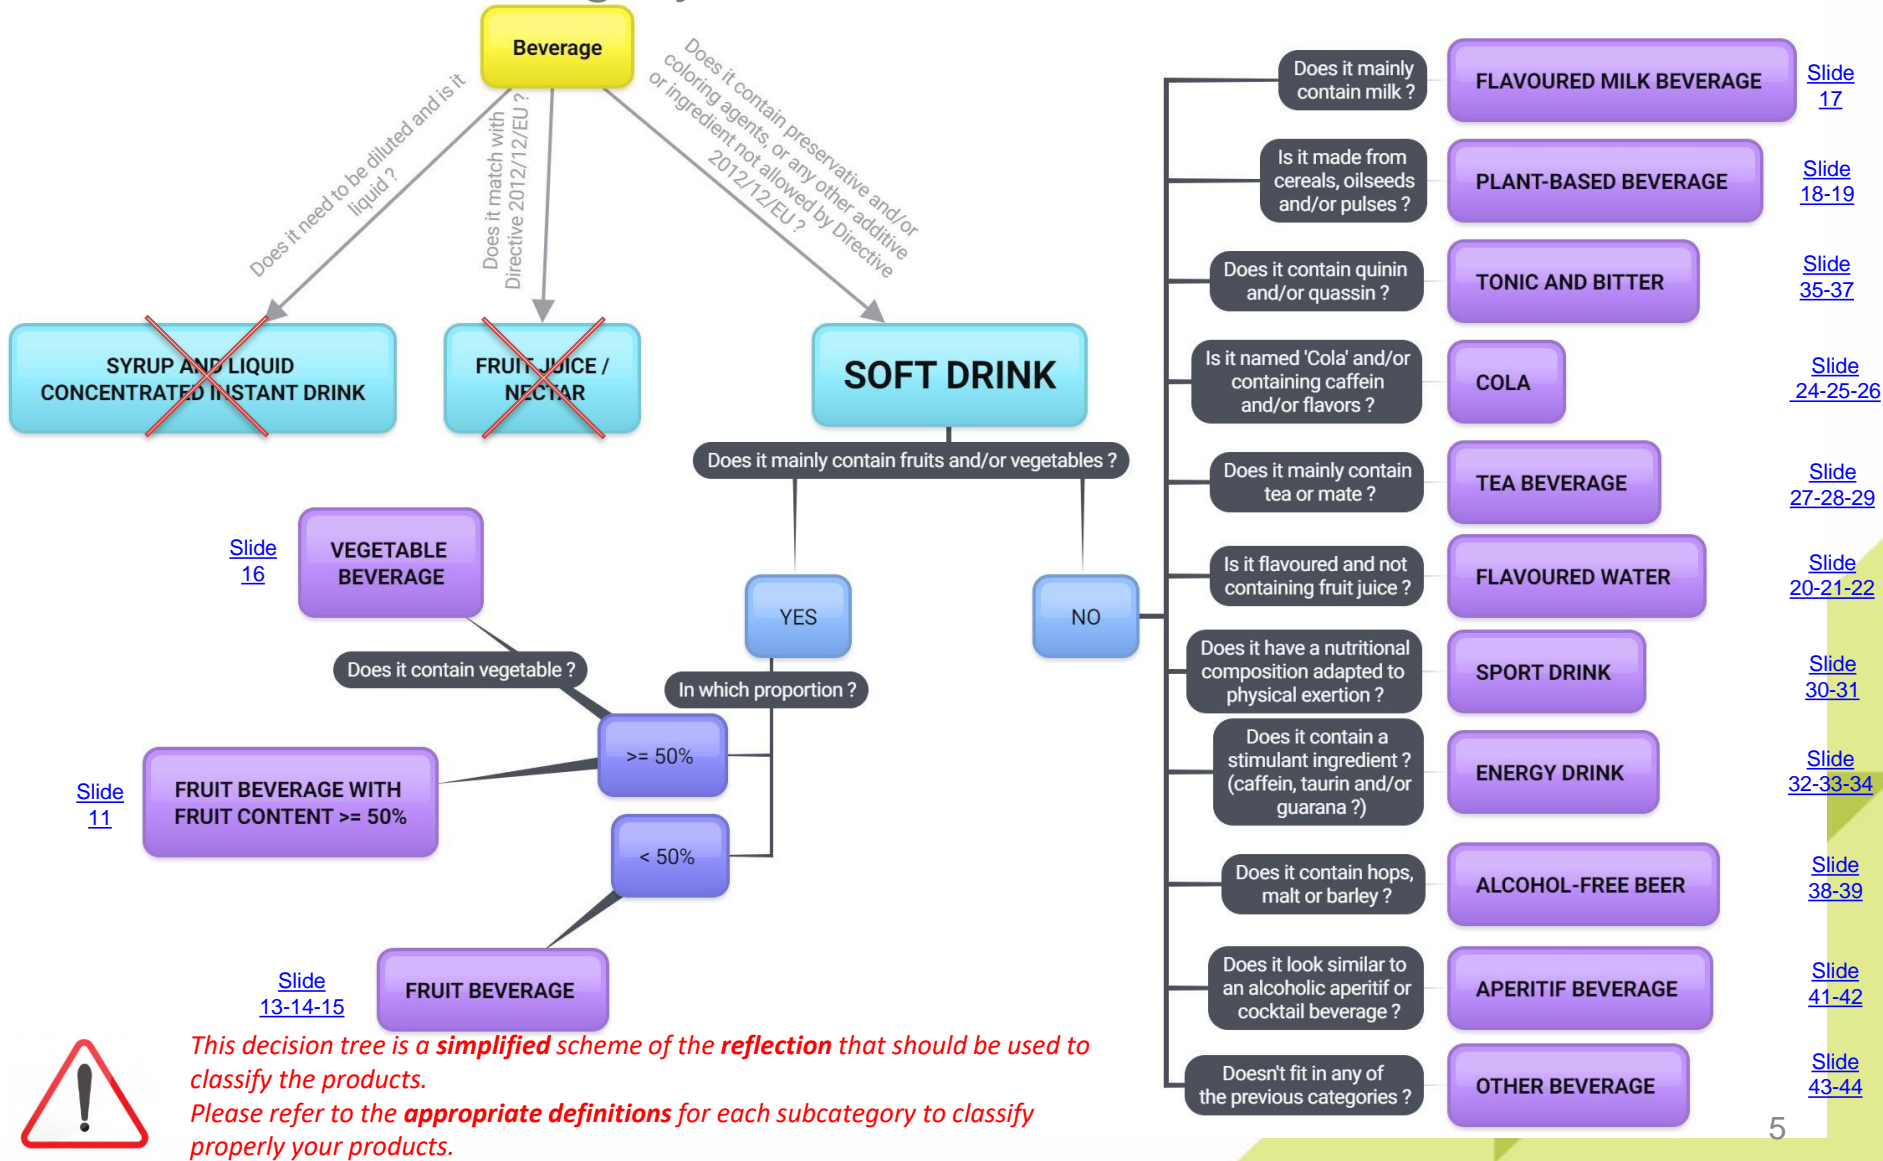 Beverage
Does it need to be diluted and is it
liquid ?
Does it match with
Directive 2012/12/EU ?
Does it contain preservative and/or
coloring agents, or any other additive
or ingredient not allowed by Directive
2012/12/EU ?
SYRUP AND LIQUID
CONCENTRATED INSTANT DRINK
FRUIT JUICE /
NECTAR
SOFT DRINK
Does it mainly contain fruits and/or vegetables ?
YES
NO
In which proportion ?
>= 50%
< 50%
Does it contain vegetable ?
VEGETABLE
BEVERAGE
Slide
16
FRUIT BEVERAGE WITH
FRUIT CONTENT >= 50%
Slide
11
FRUIT BEVERAGE
Slide
13-14-15
Does it mainly
contain milk ?
FLAVOURED MILK BEVERAGE
Slide
17
Is it made from
cereals, oilseeds
and/or pulses ?
PLANT-BASED BEVERAGE
Slide
18-19
Does it contain quinin
and/or quassin ?
TONIC AND BITTER
Slide
35-37
Is it named 'Cola' and/or
containing caffein
and/or flavors ?
COLA
Slide
24-25-26
Does it mainly contain
tea or mate ?
TEA BEVERAGE
Slide
27-28-29
Is it flavoured and not
containing fruit juice ?
FLAVOURED WATER
Slide
20-21-22
Does it have a nutritional
composition adapted to
physical exertion ?
SPORT DRINK
Slide
30-31
Does it contain a
stimulant ingredient ?
(caffein, taurin and/or
guarana ?)
ENERGY DRINK
Slide
32-33-34
Does it contain hops,
malt or barley ?
ALCOHOL-FREE BEER
Slide
38-39
Does it look similar to
an alcoholic aperitif or
cocktail beverage ?
APERITIF BEVERAGE
Slide
41-42
Doesn't fit in any of
the previous categories ?
OTHER BEVERAGE
Slide
43-44
This decision tree is a simplified scheme of the reflection that should be used to
classify the products.
Please refer to the appropriate definitions for each subcategory to classify
properly your products.
5